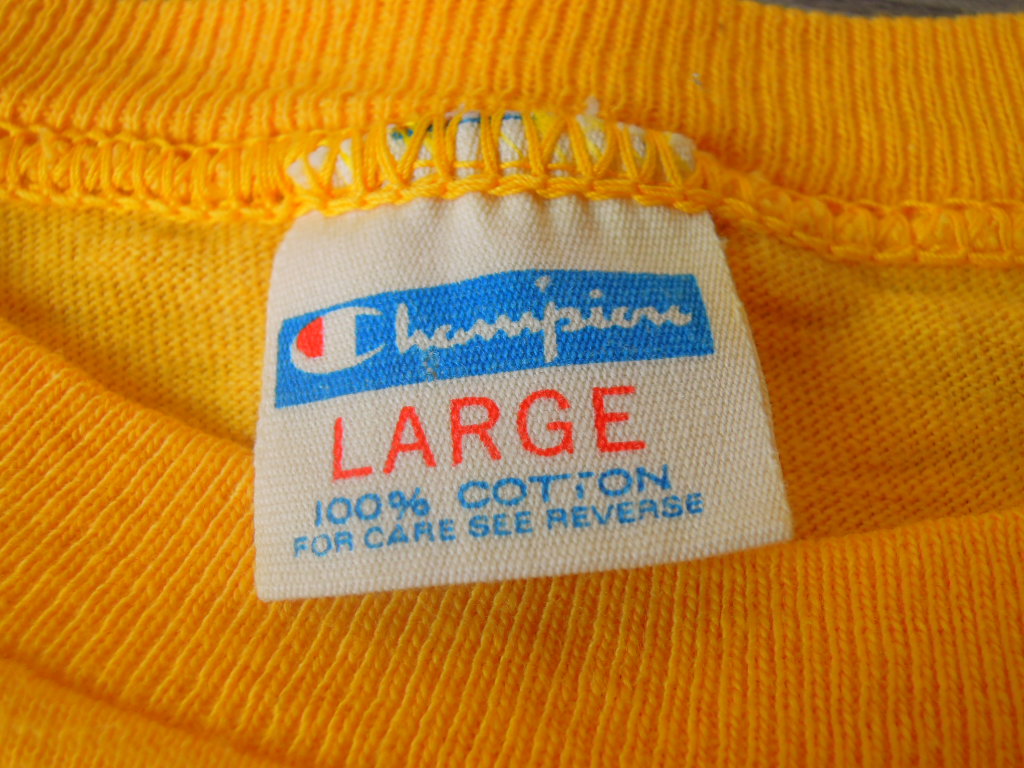 Champion
LARGE
100% COTTON
FOR CARE SEE REVERSE